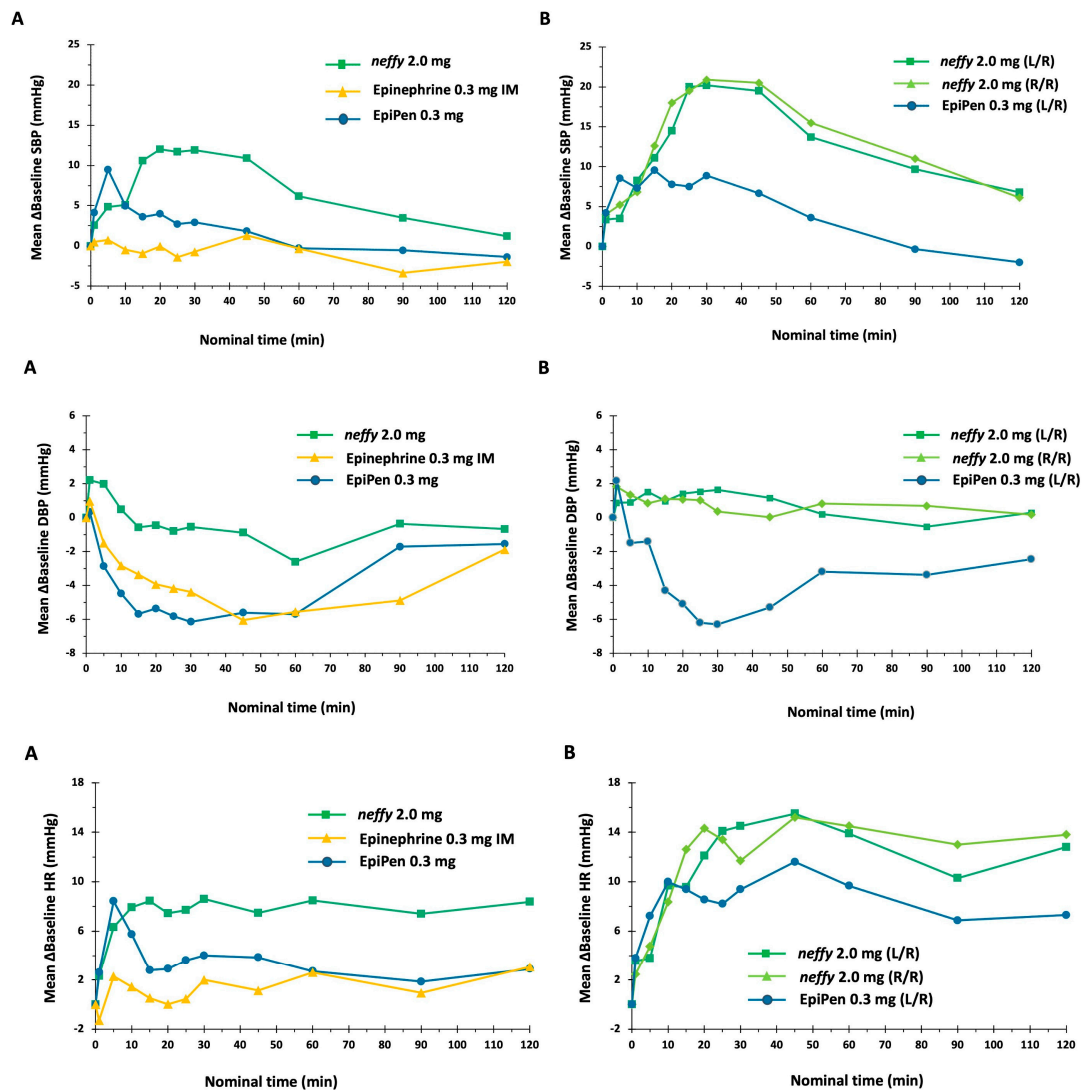 A
B
25
20
15
10
5
0
-5
Mean ΔBaseline SBP (mmHg)
neffy 2.0 mg
Epinephrine 0.3 mg IM
EpiPen 0.3 mg
0 10 20 30 40 50 60 70 80 90 100 110 120
Nominal time (min)
25
20
15
10
5
0
-5
Mean ΔBaseline SBP (mmHg)
neffy 2.0 mg (L/R)
neffy 2.0 mg (R/R)
EpiPen 0.3 mg (L/R)
0 10 20 30 40 50 60 70 80 90 100 110 120
Nominal time (min)
A
B
6
4
2
0
-2
-4
-6
-8
Mean ΔBaseline DBP (mmHg)
neffy 2.0 mg
Epinephrine 0.3 mg IM
EpiPen 0.3 mg
0 10 20 30 40 50 60 70 80 90 100 110 120
Nominal time (min)
6
4
2
0
-2
-4
-6
-8
Mean ΔBaseline DBP (mmHg)
neffy 2.0 mg (L/R)
neffy 2.0 mg (R/R)
EpiPen 0.3 mg (L/R)
0 10 20 30 40 50 60 70 80 90 100 110 120
Nominal time (min)
A
B
18
14
10
6
2
-2
Mean ΔBaseline HR (mmHg)
neffy 2.0 mg
Epinephrine 0.3 mg IM
EpiPen 0.3 mg
0 10 20 30 40 50 60 70 80 90 100 110 120
Nominal time (min)
18
14
10
6
2
-2
Mean ΔBaseline HR (mmHg)
neffy 2.0 mg (L/R)
neffy 2.0 mg (R/R)
EpiPen 0.3 mg (L/R)
0 10 20 30 40 50 60 70 80 90 100 110 120
Nominal time (min)